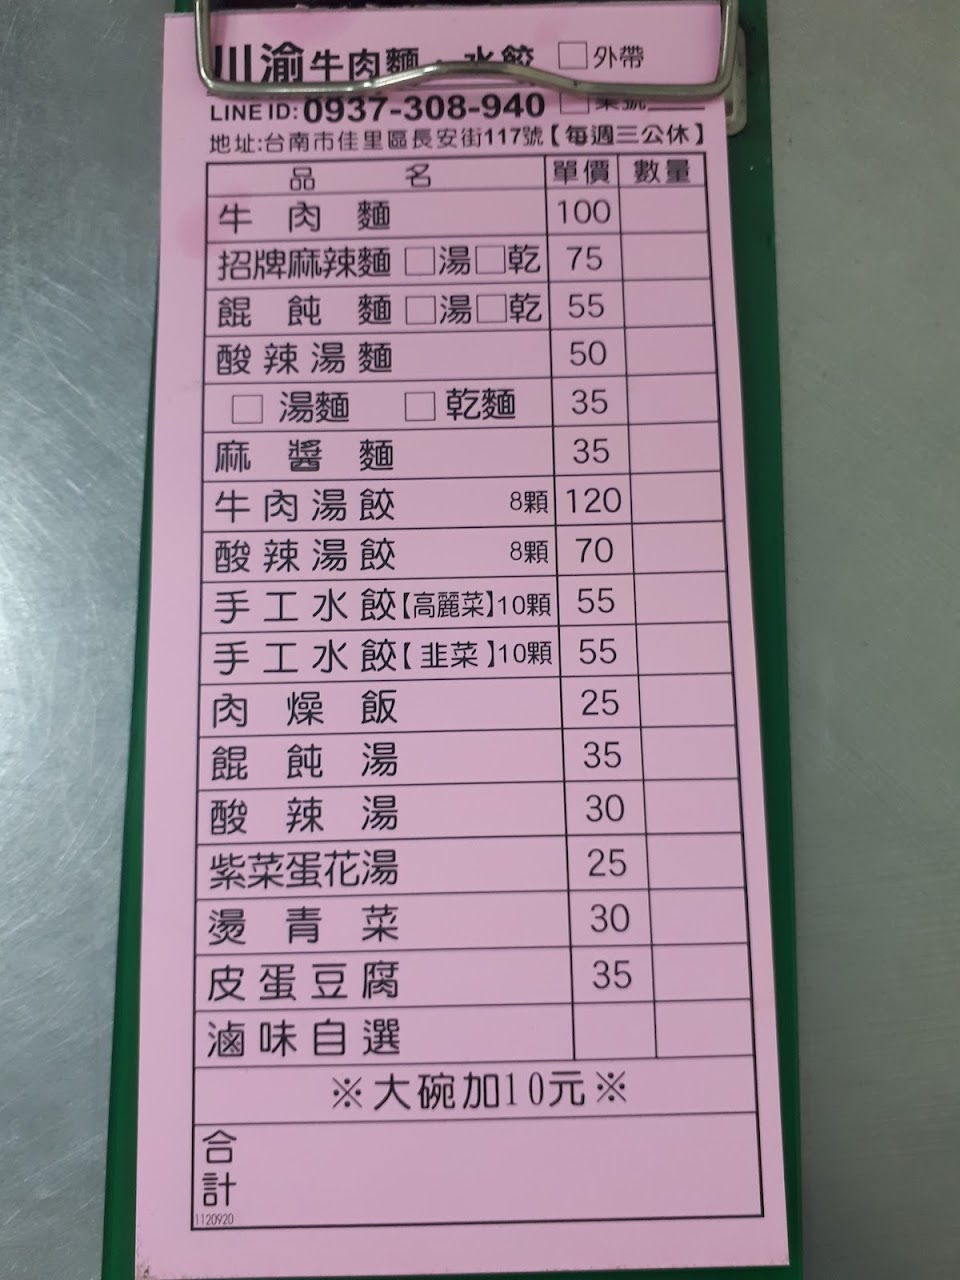 川渝牛肉麵．水餃 □外帶
LINE ID: 0937-308-940 □桌號
地址:台南市佳里區長安街117號【每週三公休】
品 名 單價 數量
牛肉麵 100
招牌麻辣麵 □湯□乾 75
餛飩麵 □湯□乾 55
酸辣湯麵 50
□ 湯麵 □ 乾麵 35
麻醬麵 35
牛肉湯餃 8顆 120
酸辣湯餃 8顆 70
手工水餃【高麗菜】10顆 55
手工水餃【韭菜】10顆 55
肉燥飯 25
餛飩湯 35
酸辣湯 30
紫菜蛋花湯 25
燙青菜 30
皮蛋豆腐 35
滷味自選
※大碗加10元※
合計
1120920